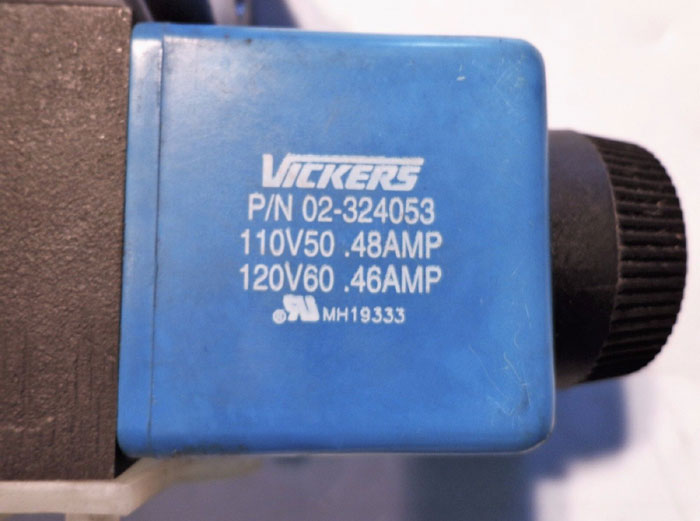 VICKERS
P/N 02-324053
110V50 .48AMP
120V60 .46AMP
MH19333